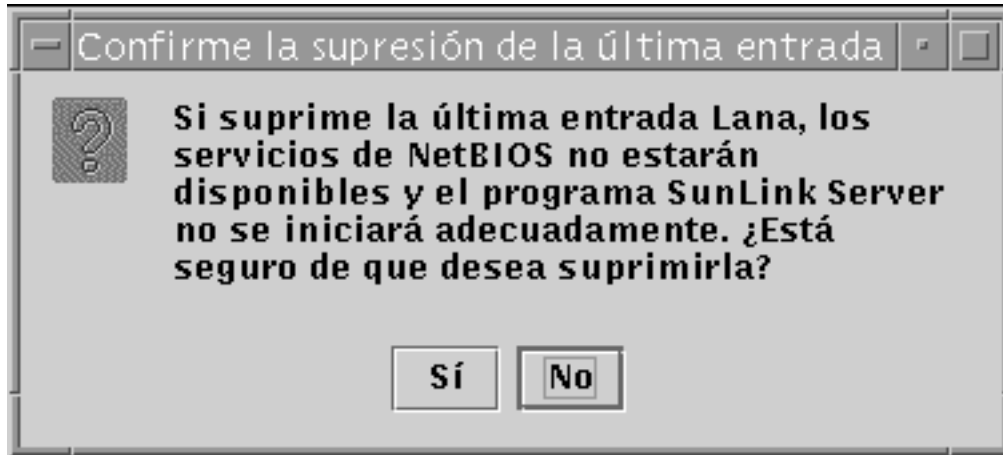 Confirme la supresión de la última entrada
Si suprime la última entrada Lana, los
servicios de NetBIOS no estarán
disponibles y el programa SunLink Server
no se iniciará adecuadamente. ¿Está
seguro de que desea suprimirla?
Sí No